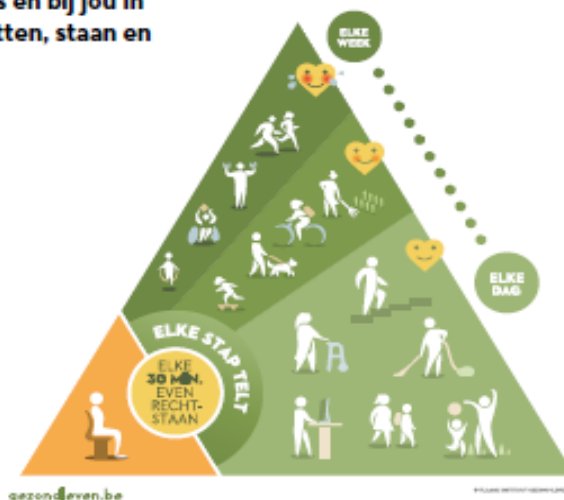 s en bij jou in
tten, staan en
ELKE
WEEK
ELKE
DAG
ELKE STAP TELT
ELKE
30 MIN.
EVEN
RECHT-
STAAN
gezondleven.be